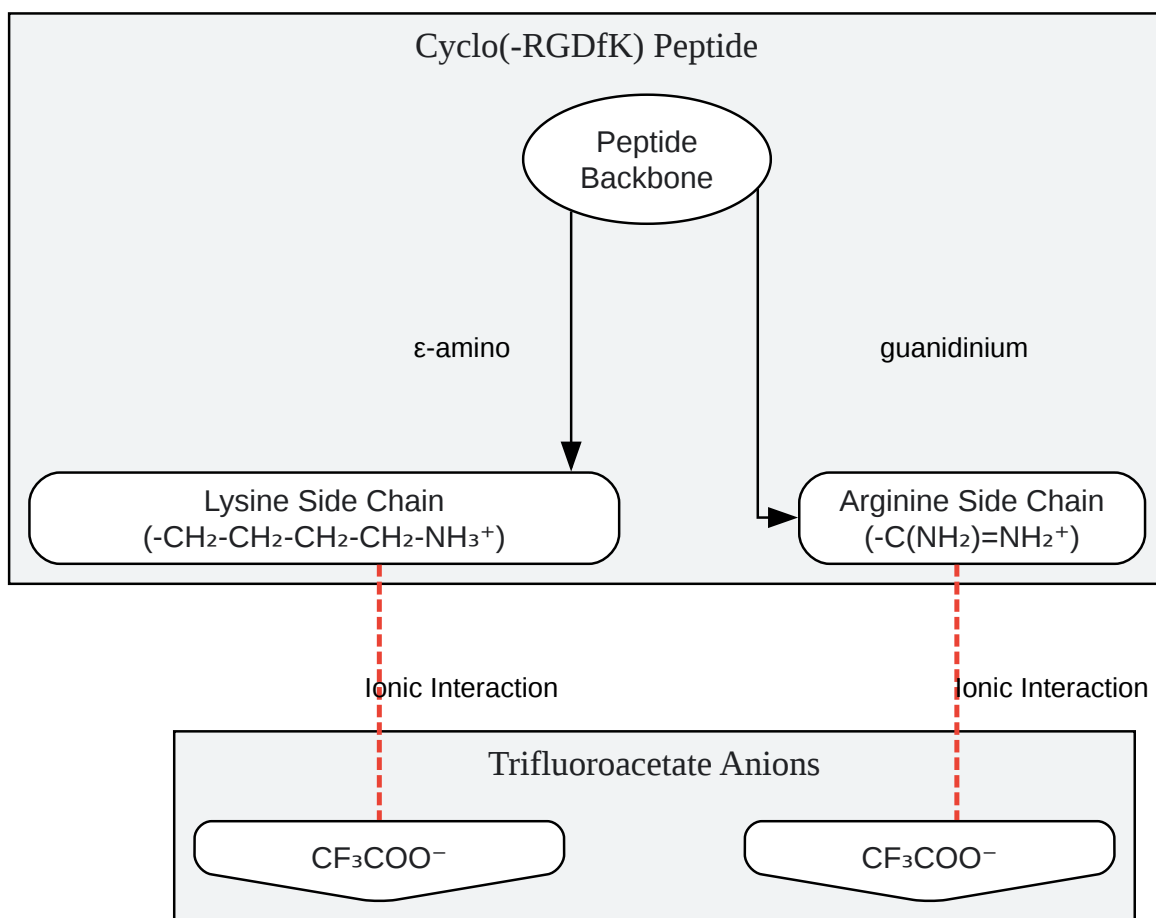 Cyclo(-RGDfK) Peptide
Peptide
Backbone
ε-amino
guanidinium
Lysine Side Chain
(-CH₂-CH₂-CH₂-CH₂-NH₃⁺)
Arginine Side Chain
(-C(NH₂)=NH₂⁺)
Ionic Interaction
Ionic Interaction
Trifluoroacetate Anions
CF₃COO⁻
CF₃COO⁻